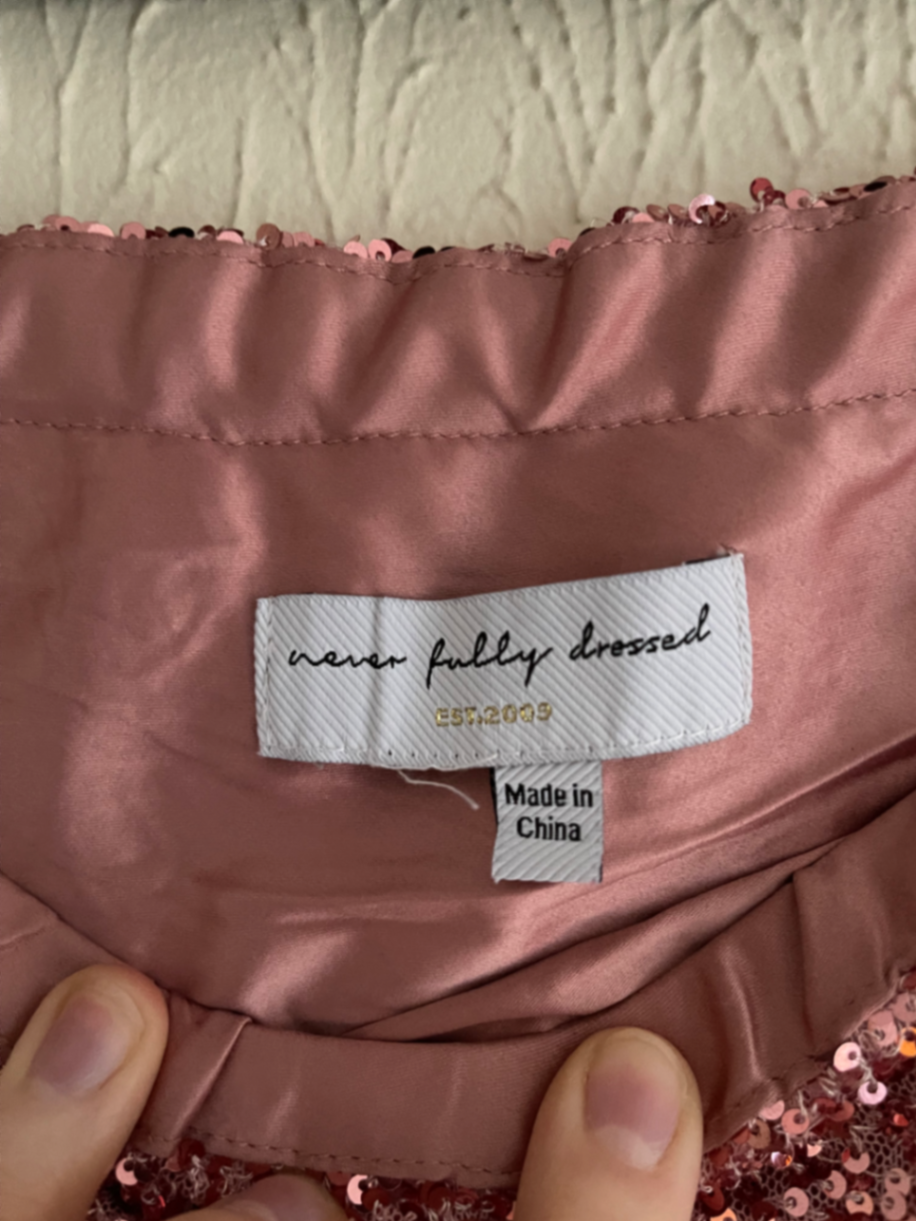 never fully dressed
EST.2009
Made in
China